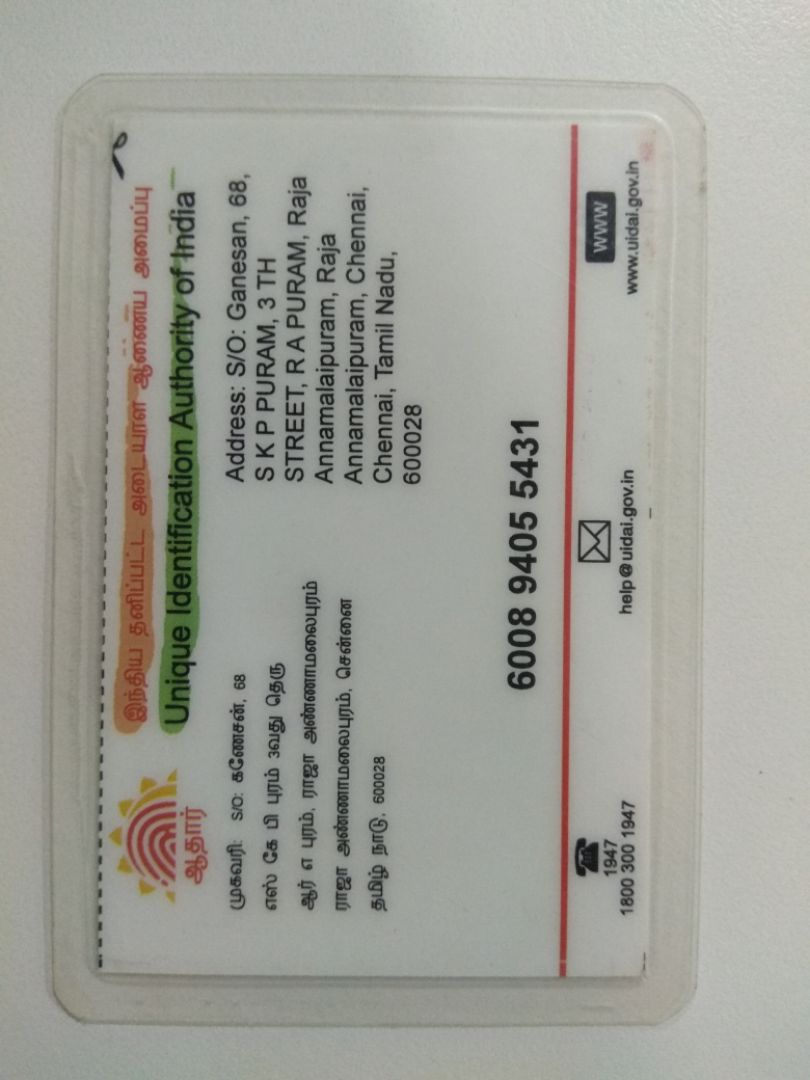 இந்திய தனிப்பட்ட அடையாள ஆணைய அமைப்பு
Unique Identification Authority of India
ஆதார்
முகவரி: S/O: கணேசன், 68
எஸ் கே பி புரம் 3வது தெரு
ஆர் எ புரம், ராஜா அண்ணாமலைபுரம்
ராஜா அண்ணாமலைபுரம், சென்னை
தமிழ் நாடு, 600028
Address: S/O: Ganesan, 68,
S K P PURAM, 3 TH
STREET, R A PURAM, Raja
Annamalaipuram, Raja
Annamalaipuram, Chennai,
Chennai, Tamil Nadu,
600028
6008 9405 5431
1947
1800 300 1947
help@uidai.gov.in
WWW
www.uidai.gov.in